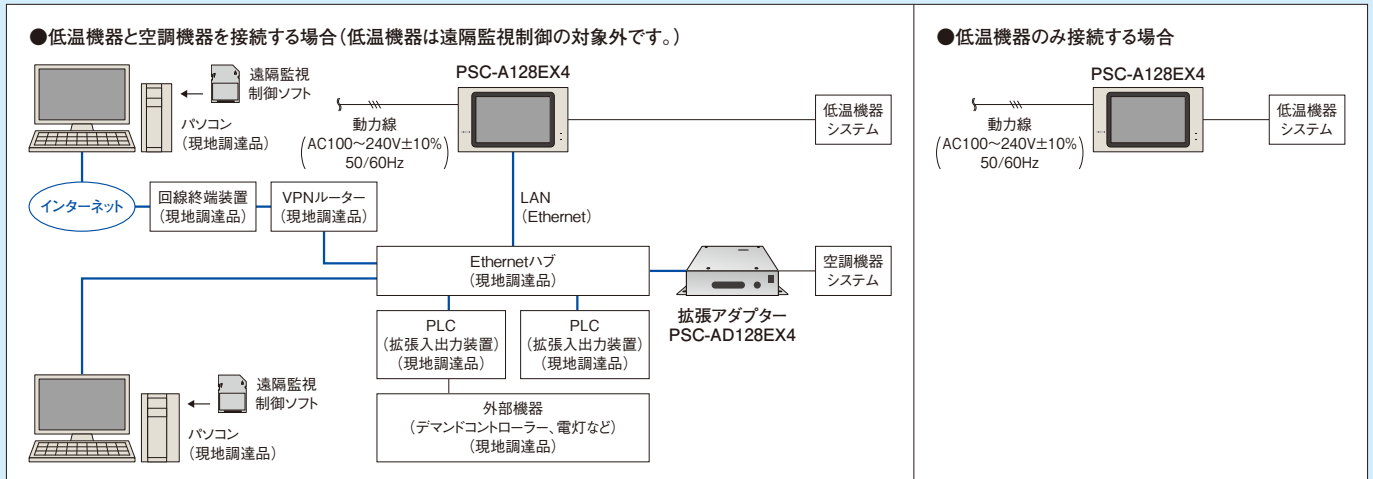 ●低温機器と空調機器を接続する場合(低温機器は遠隔監視制御の対象外です。)
遠隔監視
制御ソフト
パソコン
(現地調達品)
PSC-A128EX4
動力線
(AC100~240V±10%
50/60Hz)
低温機器
システム
インターネット
回線終端装置
(現地調達品)
VPNルーター
(現地調達品)
LAN
(Ethernet)
Ethernetハブ
(現地調達品)
空調機器
システム
拡張アダプター
PSC-AD128EX4
PLC
(拡張入出力装置)
(現地調達品)
PLC
(拡張入出力装置)
(現地調達品)
遠隔監視
制御ソフト
パソコン
(現地調達品)
外部機器
(デマンドコントローラー、電灯など)
(現地調達品)
●低温機器のみ接続する場合
PSC-A128EX4
動力線
(AC100~240V±10%
50/60Hz)
低温機器
システム